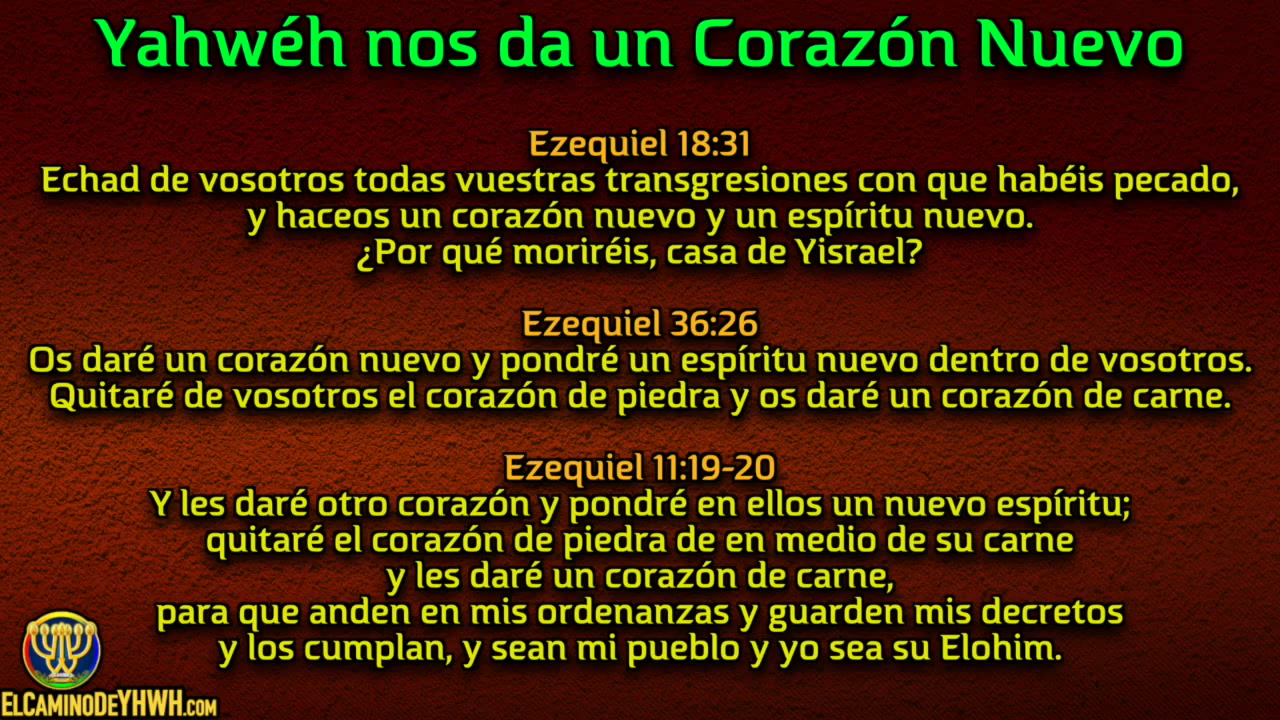 Yahwéh nos da un Corazón Nuevo
Ezequiel 18:31
Echad de vosotros todas vuestras transgresiones con que habéis pecado,
y haceos un corazón nuevo y un espíritu nuevo.
¿Por qué moriréis, casa de Yisrael?
Ezequiel 36:26
Os daré un corazón nuevo y pondré un espíritu nuevo dentro de vosotros.
Quitaré de vosotros el corazón de piedra y os daré un corazón de carne.
Ezequiel 11:19-20
Y les daré otro corazón y pondré en ellos un nuevo espíritu;
quitaré el corazón de piedra de en medio de su carne
y les daré un corazón de carne,
para que anden en mis ordenanzas y guarden mis decretos
y los cumplan, y sean mi pueblo y yo sea su Elohim.
ELCAMINODEYHWH.COM